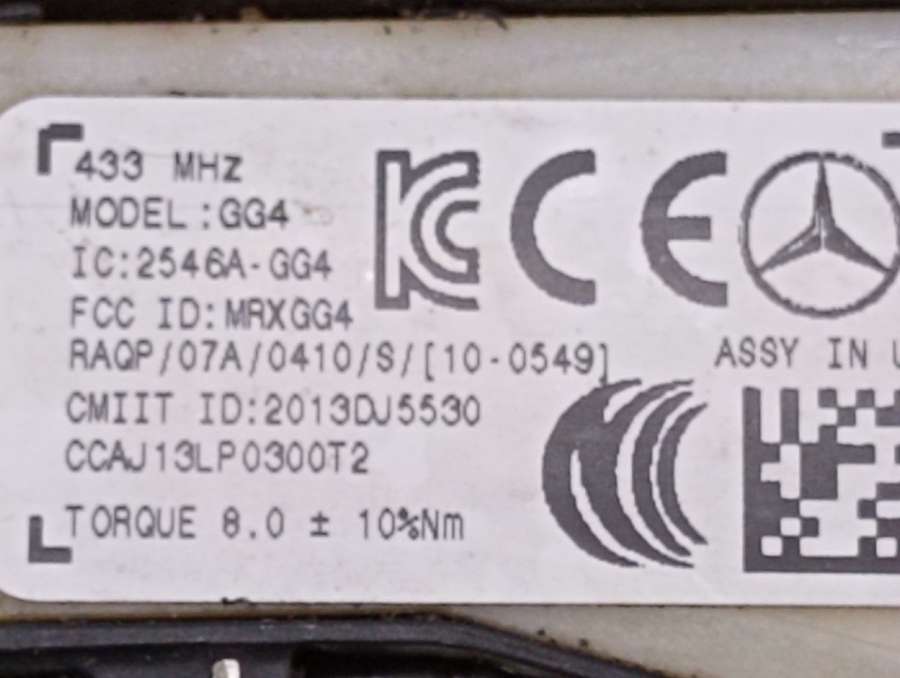 433 MHz
MODEL:GG4
IC:2546A-GG4
FCC ID:MRXGG4
RAQP/07A/0410/S/[10-0549]
CMIIT ID:2013DJ5530
CCAJ13LP0300T2
TORQUE 8.0 ± 10%Nm
CE
ASSY IN